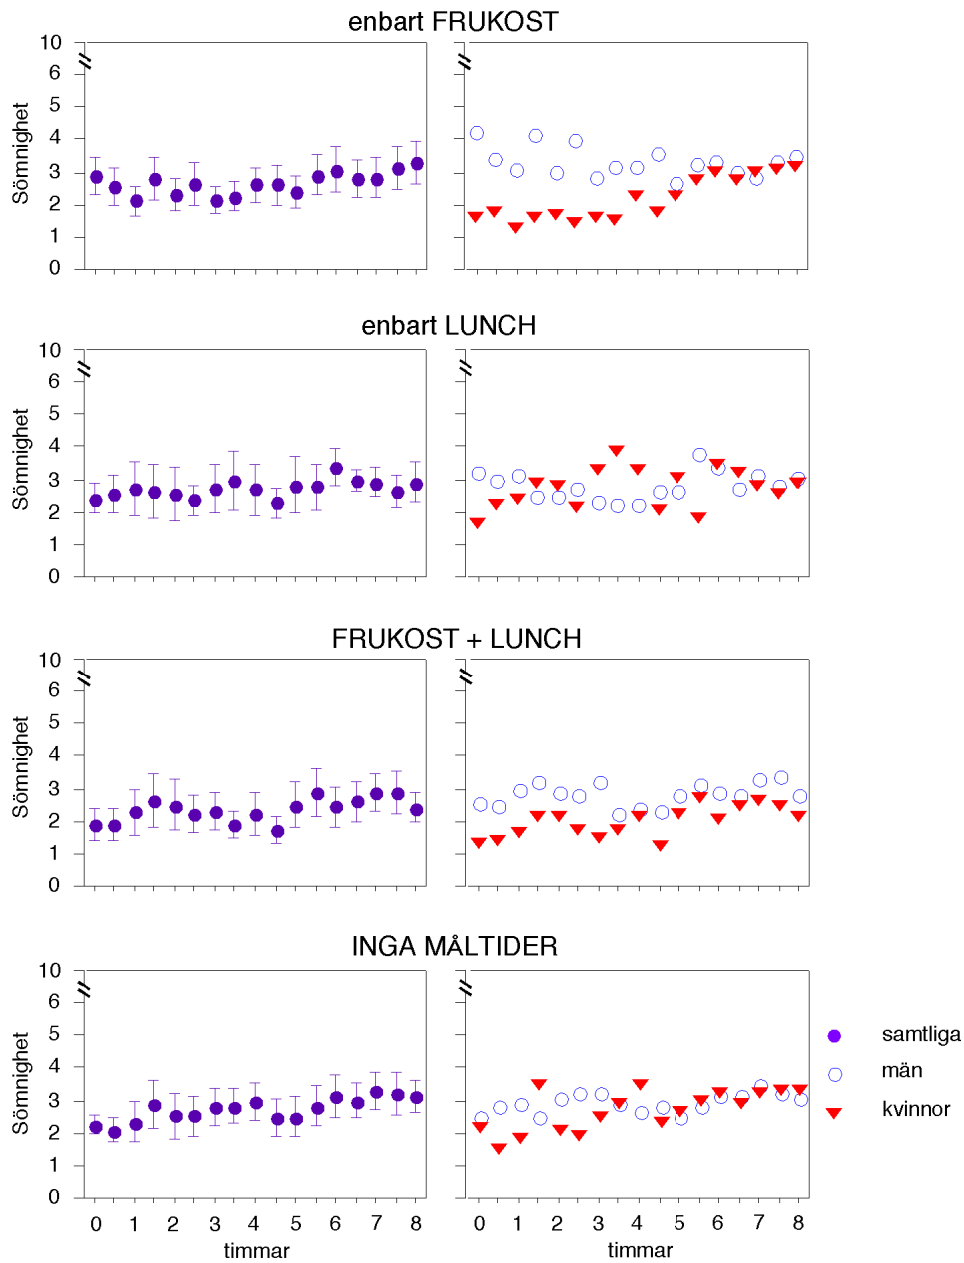 enbart FRUKOST
Sömnighet
10
6
5
4
3
2
1
0
enbart LUNCH
Sömnighet
10
6
5
4
3
2
1
0
FRUKOST + LUNCH
Sömnighet
10
6
5
4
3
2
1
0
INGA MÅLTIDER
Sömnighet
10
6
5
4
3
2
1
0
0 1 2 3 4 5 6 7 8
timmar
0 1 2 3 4 5 6 7 8
timmar
samtliga
män
kvinnor